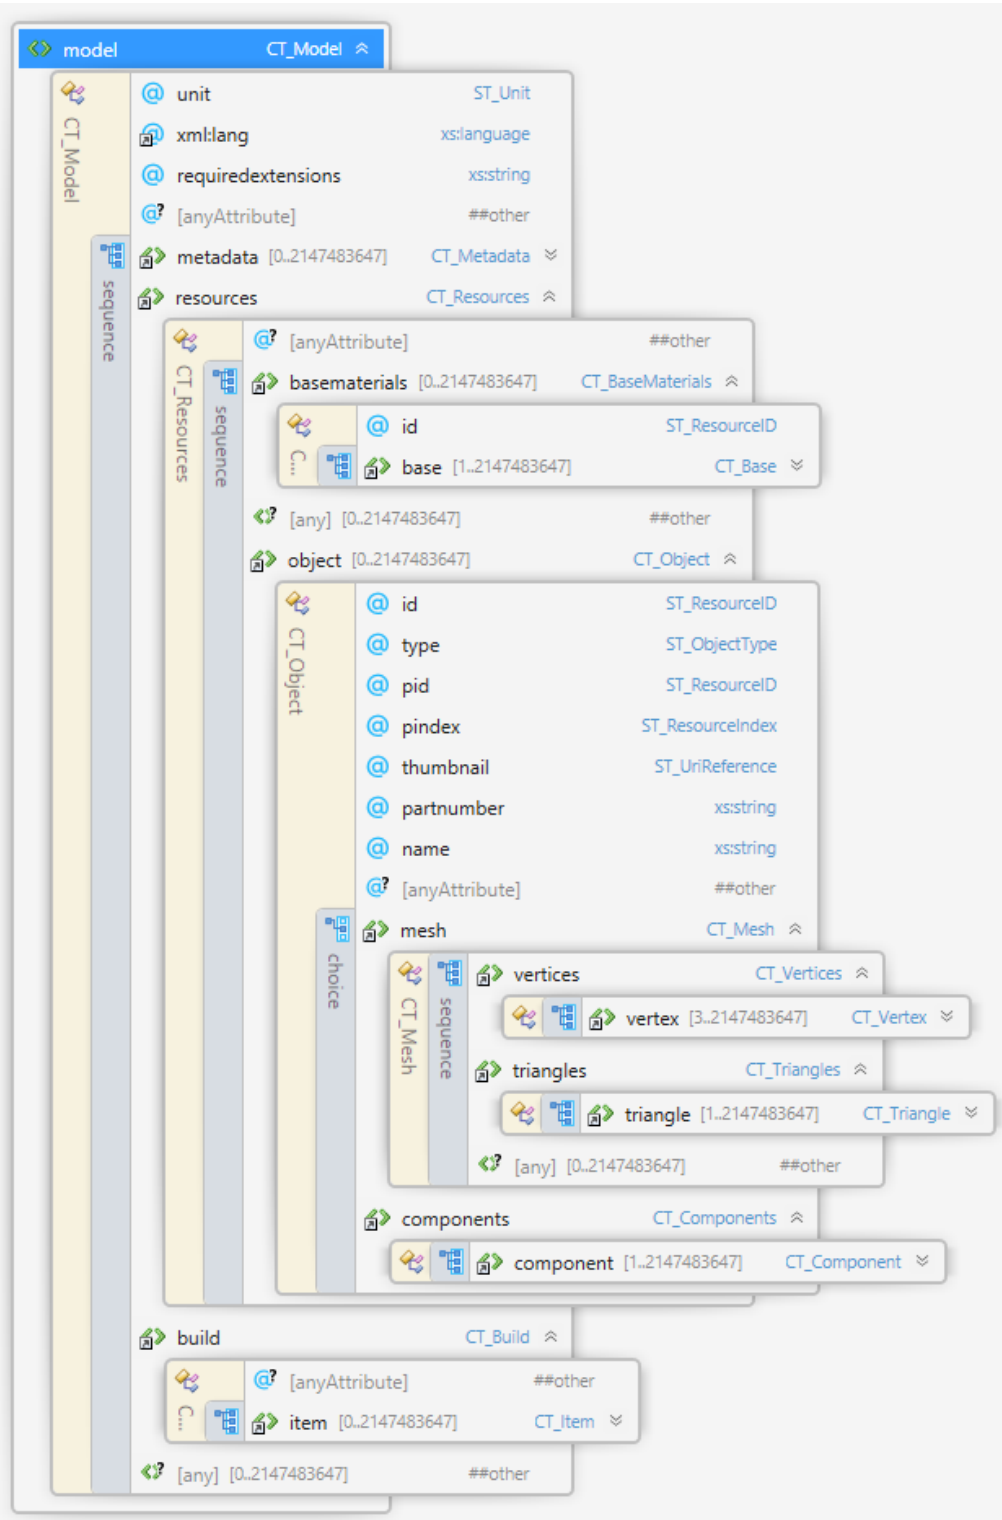 model CT_Model
CT_Model
@ unit ST_Unit
@ xml:lang xs:language
@ requiredextensions xs:string
@? [anyAttribute] ##other
sequence
metadata [0..2147483647] CT_Metadata
resources CT_Resources
CT_Resources
@? [anyAttribute] ##other
sequence
basematerials [0..2147483647] CT_BaseMaterials
C...
@ id ST_ResourceID
base [1..2147483647] CT_Base
[any] [0..2147483647] ##other
object [0..2147483647] CT_Object
CT_Object
@ id ST_ResourceID
@ type ST_ObjectType
@ pid ST_ResourceID
@ pindex ST_ResourceIndex
@ thumbnail ST_UriReference
@ partnumber xs:string
@ name xs:string
@? [anyAttribute] ##other
choice
mesh CT_Mesh
CT_Mesh
sequence
vertices CT_Vertices
vertex [3..2147483647] CT_Vertex
triangles CT_Triangles
triangle [1..2147483647] CT_Triangle
[any] [0..2147483647] ##other
components CT_Components
component [1..2147483647] CT_Component
build CT_Build
C...
@? [anyAttribute] ##other
item [0..2147483647] CT_Item
[any] [0..2147483647] ##other